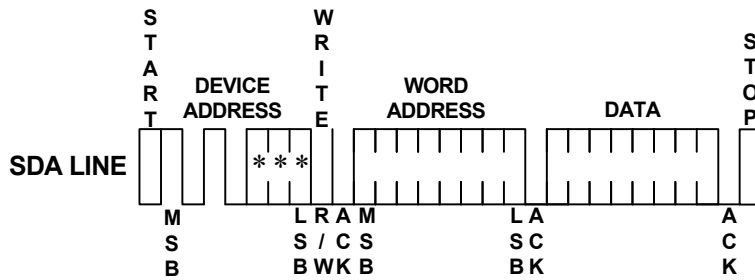 START
WRITE
STOP
DEVICE
ADDRESS
WORD
ADDRESS
DATA
SDA LINE
* * *
MSB
LSB
R/W
ACK
MSB
LSB
ACK
ACK